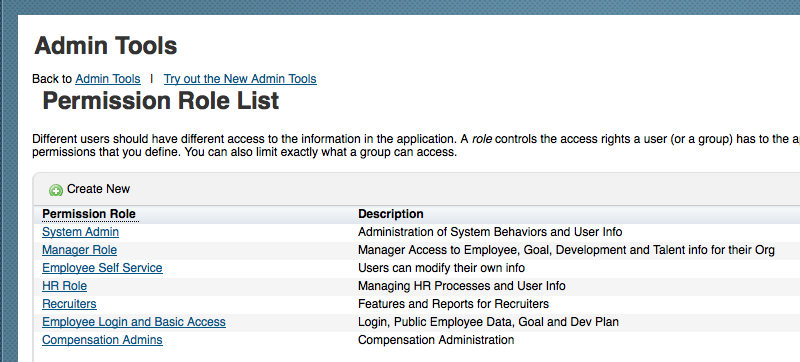 Admin Tools
Back to Admin Tools | Try out the New Admin Tools
Permission Role List
Different users should have different access to the information in the application. A role controls the access rights a user (or a group) has to the
permissions that you define. You can also limit exactly what a group can access.
Create New
Permission Role Description
System Admin Administration of System Behaviors and User Info
Manager Role Manager Access to Employee, Goal, Development and Talent info for their Org
Employee Self Service Users can modify their own info
HR Role Managing HR Processes and User Info
Recruiters Features and Reports for Recruiters
Employee Login and Basic Access Login, Public Employee Data, Goal and Dev Plan
Compensation Admins Compensation Administration